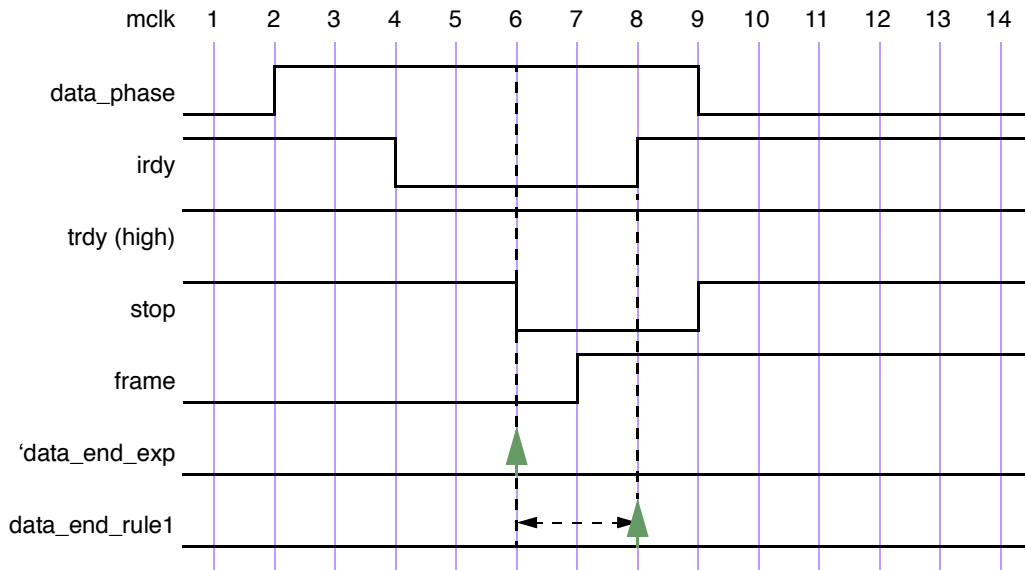 mclk 1 2 3 4 5 6 7 8 9 10 11 12 13 14
data_phase
irdy
trdy (high)
stop
frame
‘data_end_exp
data_end_rule1